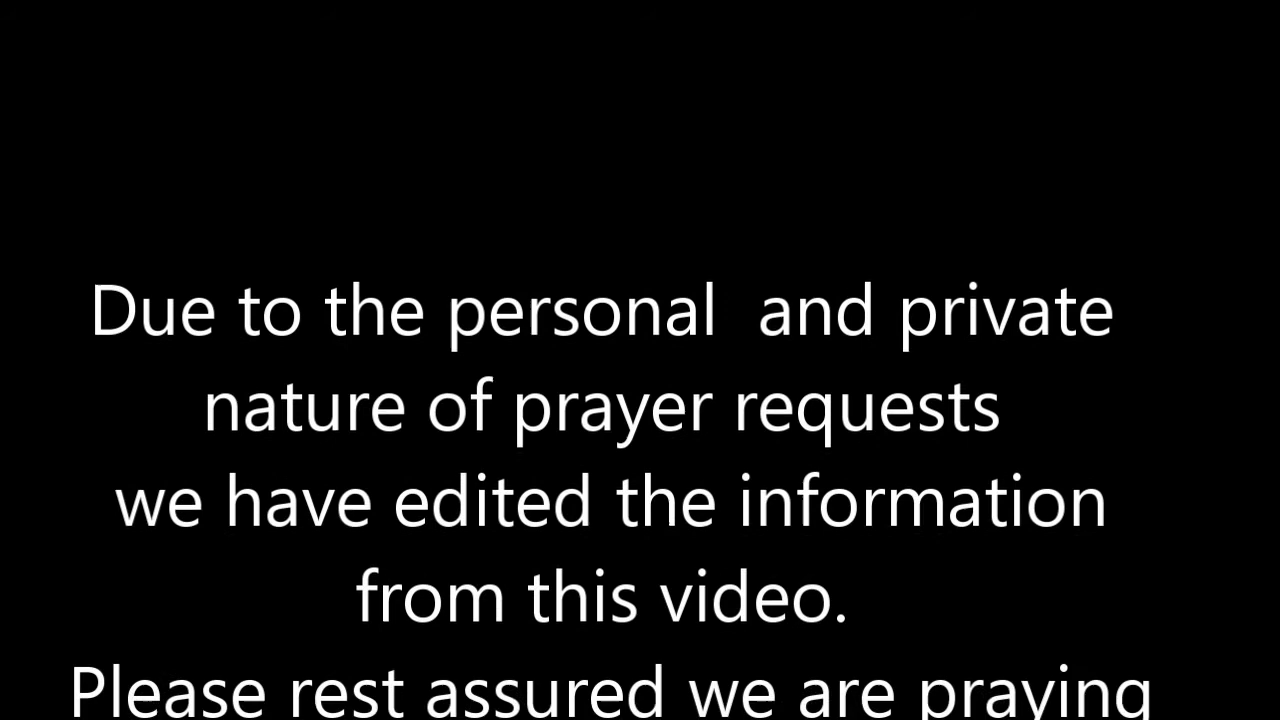 Due to the personal  and private
nature of prayer requests
we have edited the information
from this video.
Please rest assured we are praying